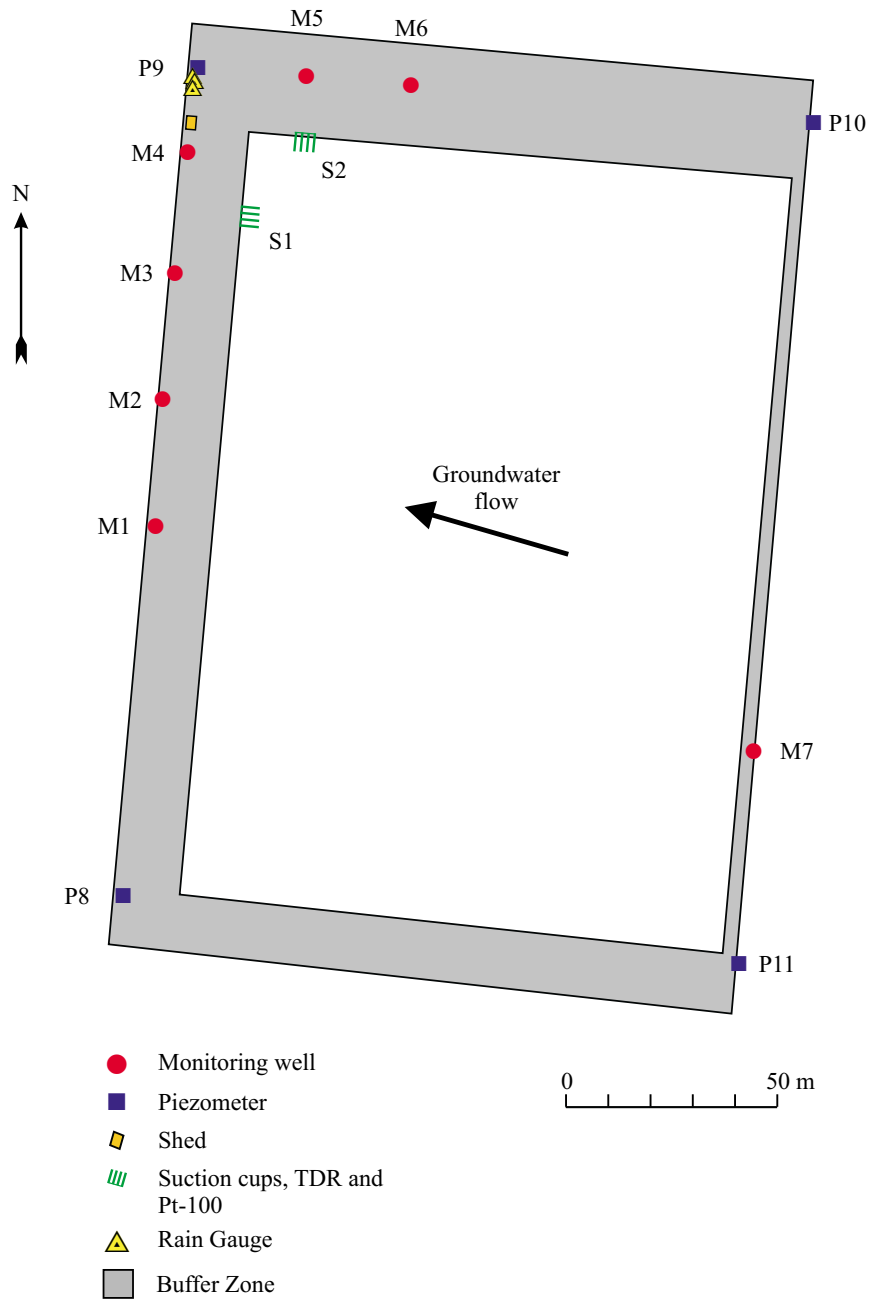 M5
M6
P9
P10
M4
S2
N
S1
M3
M2
Groundwater
flow
M1
M7
P8
P11
Monitoring well
0
50 m
Piezometer
Shed
Suction cups, TDR and
Pt-100
Rain Gauge
Buffer Zone